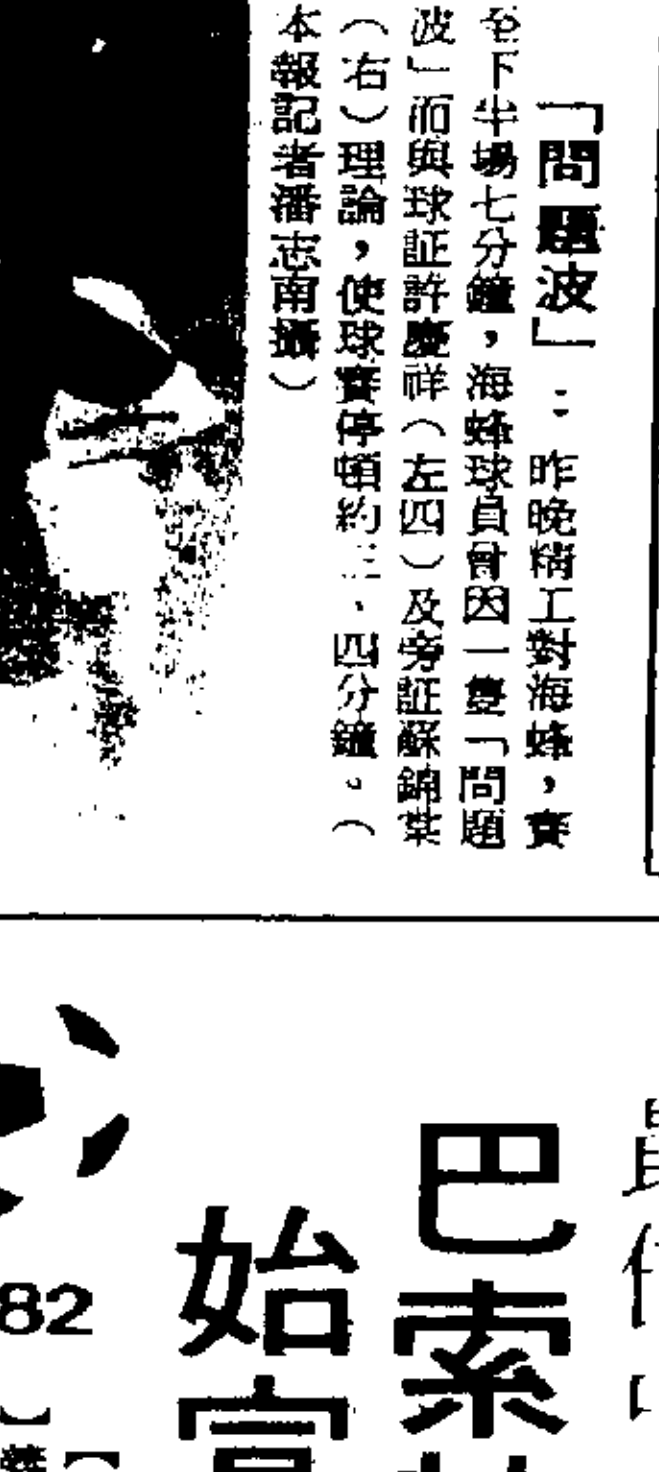 「問題波」:昨晚精工對海蜂,賽
至下半場七分鐘,海蜂球員曾因一隻「問題
波」而與球証許慶祥(左四)及旁証蘇錦棠
(右)理論,使球賽停頓約三、四分鐘。(
本報記者潘志南攝)
巴索
始
82